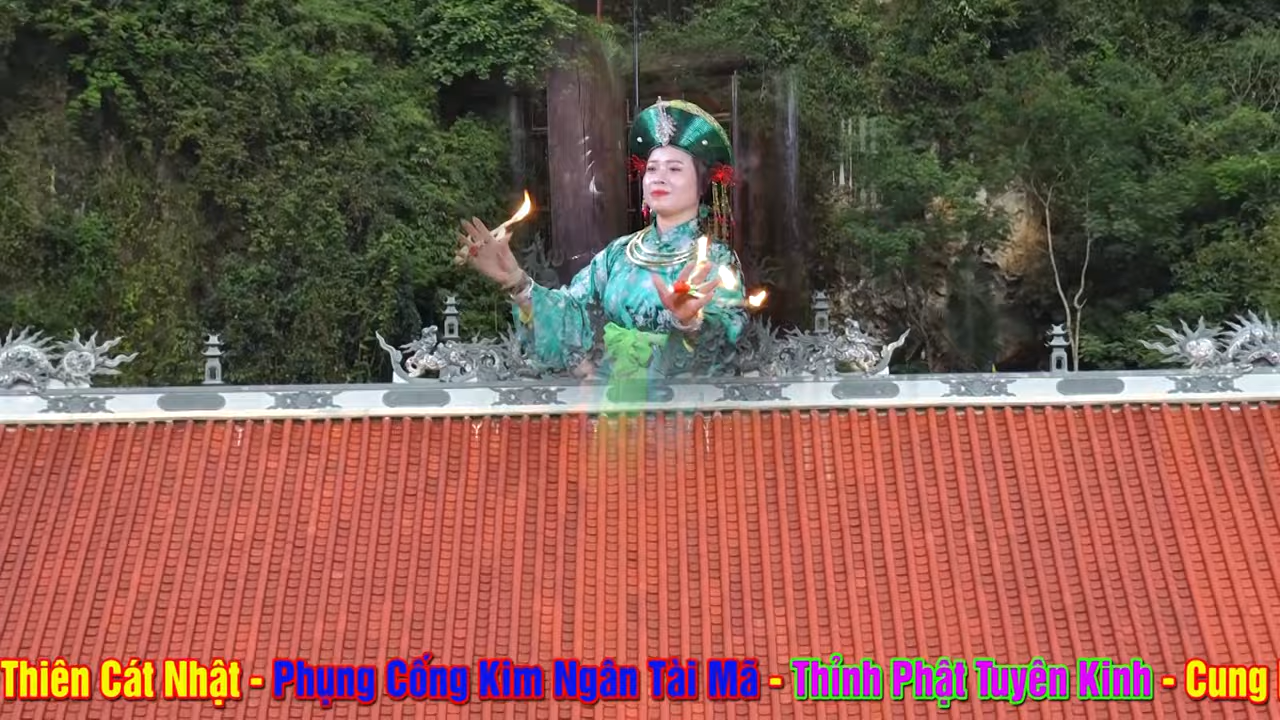 Thiên Cát Nhật - Phụng Cống Kim Ngân Tài Mã - Thỉnh Phật Tuyên Kinh - Cung